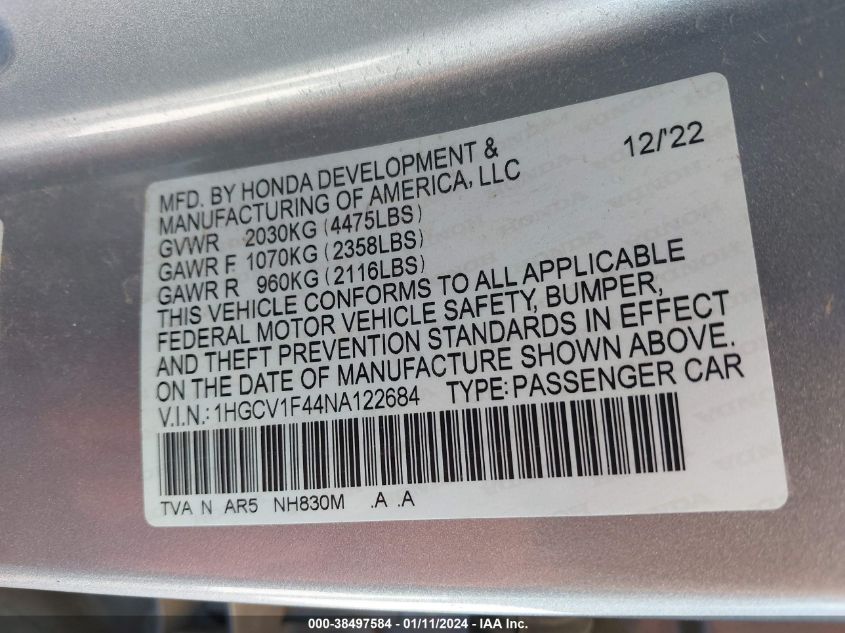 12/'22
MFD. BY HONDA DEVELOPMENT &
MANUFACTURING OF AMERICA, LLC
GVWR 2030KG (4475LBS)
GAWR F 1070KG (2358LBS)
GAWR R 960KG (2116LBS)
THIS VEHICLE CONFORMS TO ALL APPLICABLE
FEDERAL MOTOR VEHICLE SAFETY, BUMPER,
AND THEFT PREVENTION STANDARDS IN EFFECT
ON THE DATE OF MANUFACTURE SHOWN ABOVE.
V.I.N.: 1HGCV1F44NA122684 TYPE: PASSENGER CAR
TVA N AR5 NH830M .A .A
000-38497584 - 01/11/2024 - IAA Inc.